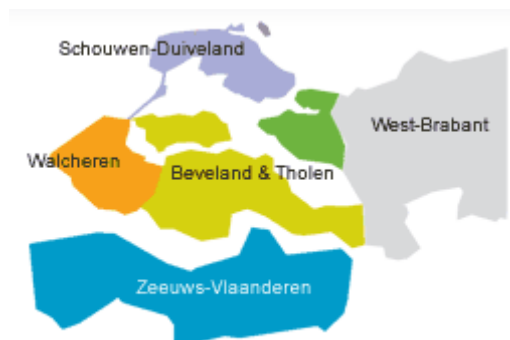 Schouwen-Duiveland
West-Brabant
Walcheren
Beveland & Tholen
Zeeuws-Vlaanderen